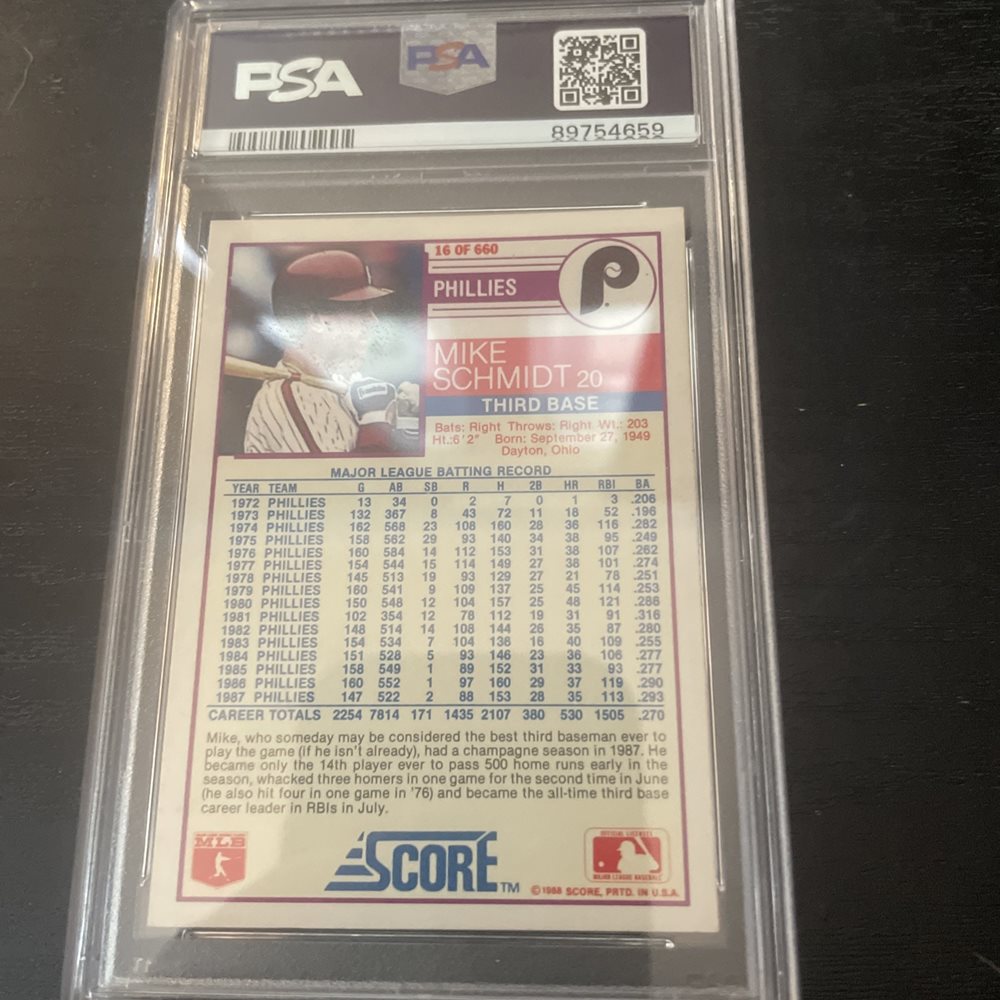 PSA PSA
89754659
16 OF 660
PHILLIES
P
MIKE
SCHMIDT 20
THIRD BASE
Bats: Right Throws: Right Wt.: 203
Ht.:6'2" Born: September 27, 1949
Dayton, Ohio
MAJOR LEAGUE BATTING RECORD
YEAR TEAM G AB SB R H 2B HR RBI BA
1972 PHILLIES 13 34 0 2 7 0 1 3 .206
1973 PHILLIES 132 367 8 43 72 11 18 52 .196
1974 PHILLIES 162 568 23 108 160 28 36 116 .282
1975 PHILLIES 158 562 29 93 140 34 38 95 .249
1976 PHILLIES 160 584 14 112 153 31 38 107 .262
1977 PHILLIES 154 544 15 114 149 27 38 101 .274
1978 PHILLIES 145 513 19 93 129 27 21 78 .251
1979 PHILLIES 160 541 9 109 137 25 45 114 .253
1980 PHILLIES 150 548 12 104 157 25 48 121 .286
1981 PHILLIES 102 354 12 78 112 19 31 91 .316
1982 PHILLIES 148 514 14 108 144 26 35 87 .280
1983 PHILLIES 154 534 7 104 136 16 40 109 .255
1984 PHILLIES 151 528 5 93 146 23 36 106 .277
1985 PHILLIES 158 549 1 89 152 31 33 93 .277
1986 PHILLIES 160 552 1 97 160 29 37 119 .290
1987 PHILLIES 147 522 2 88 153 28 35 113 .293
CAREER TOTALS 2254 7814 171 1435 2107 380 530 1505 .270
Mike, who someday may be considered the best third baseman ever to
play the game (if he isn't already), had a champagne season in 1987. He
became only the 14th player ever to pass 500 home runs early in the
season, whacked three homers in one game for the second time in June
(he also hit four in one game in '76) and became the all-time third base
career leader in RBIs in July.
MLB
SCORE TM
OFFICIAL LICENSEE
MAJOR LEAGUE BASEBALL
©1988 SCORE, PRTD. IN U.S.A.